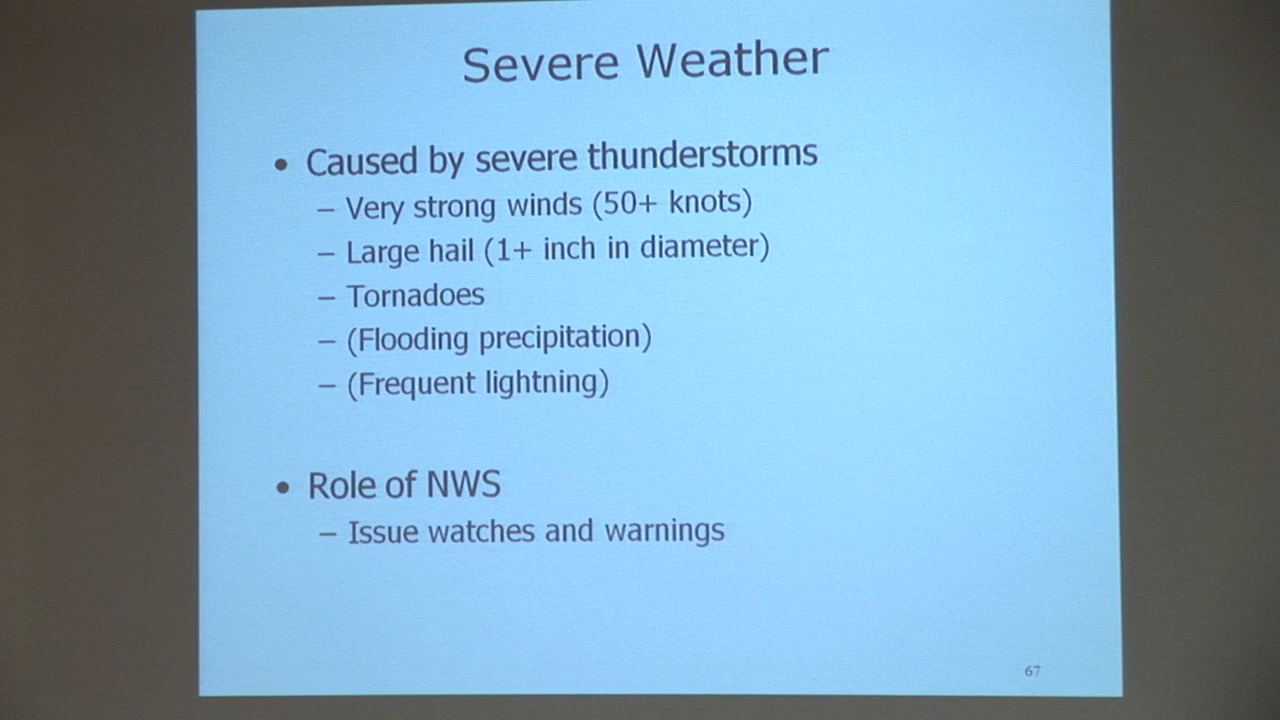 Severe Weather
• Caused by severe thunderstorms
– Very strong winds (50+ knots)
– Large hail (1+ inch in diameter)
– Tornadoes
– (Flooding precipitation)
– (Frequent lightning)
• Role of NWS
– Issue watches and warnings
67